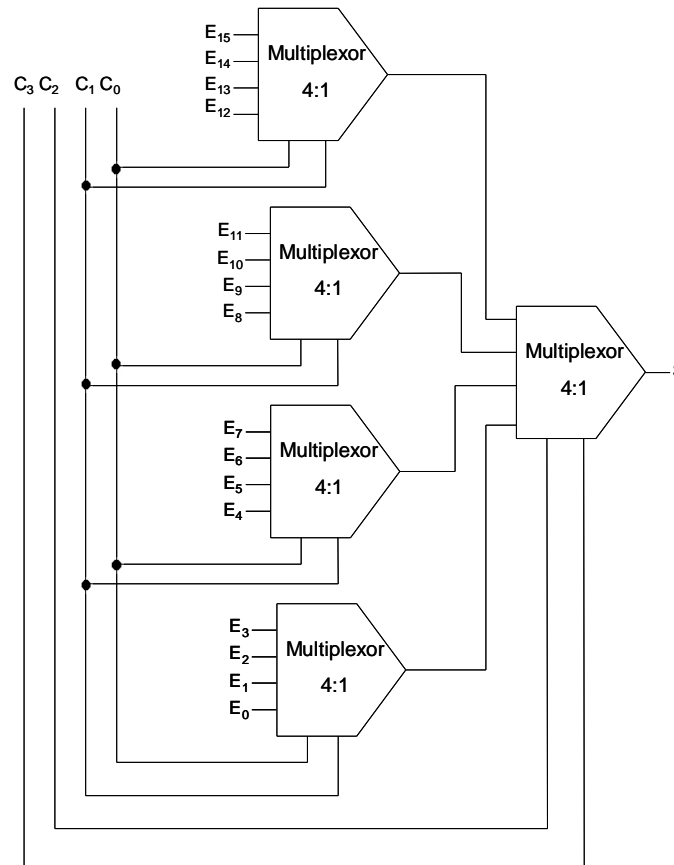 E₁₅
E₁₄
E₁₃
E₁₂
Multiplexor
4:1
C₃ C₂ C₁ C₀
E₁₁
E₁₀
E₉
E₈
Multiplexor
4:1
Multiplexor
4:1
E₇
E₆
E₅
E₄
Multiplexor
4:1
E₃
E₂
E₁
E₀
Multiplexor
4:1